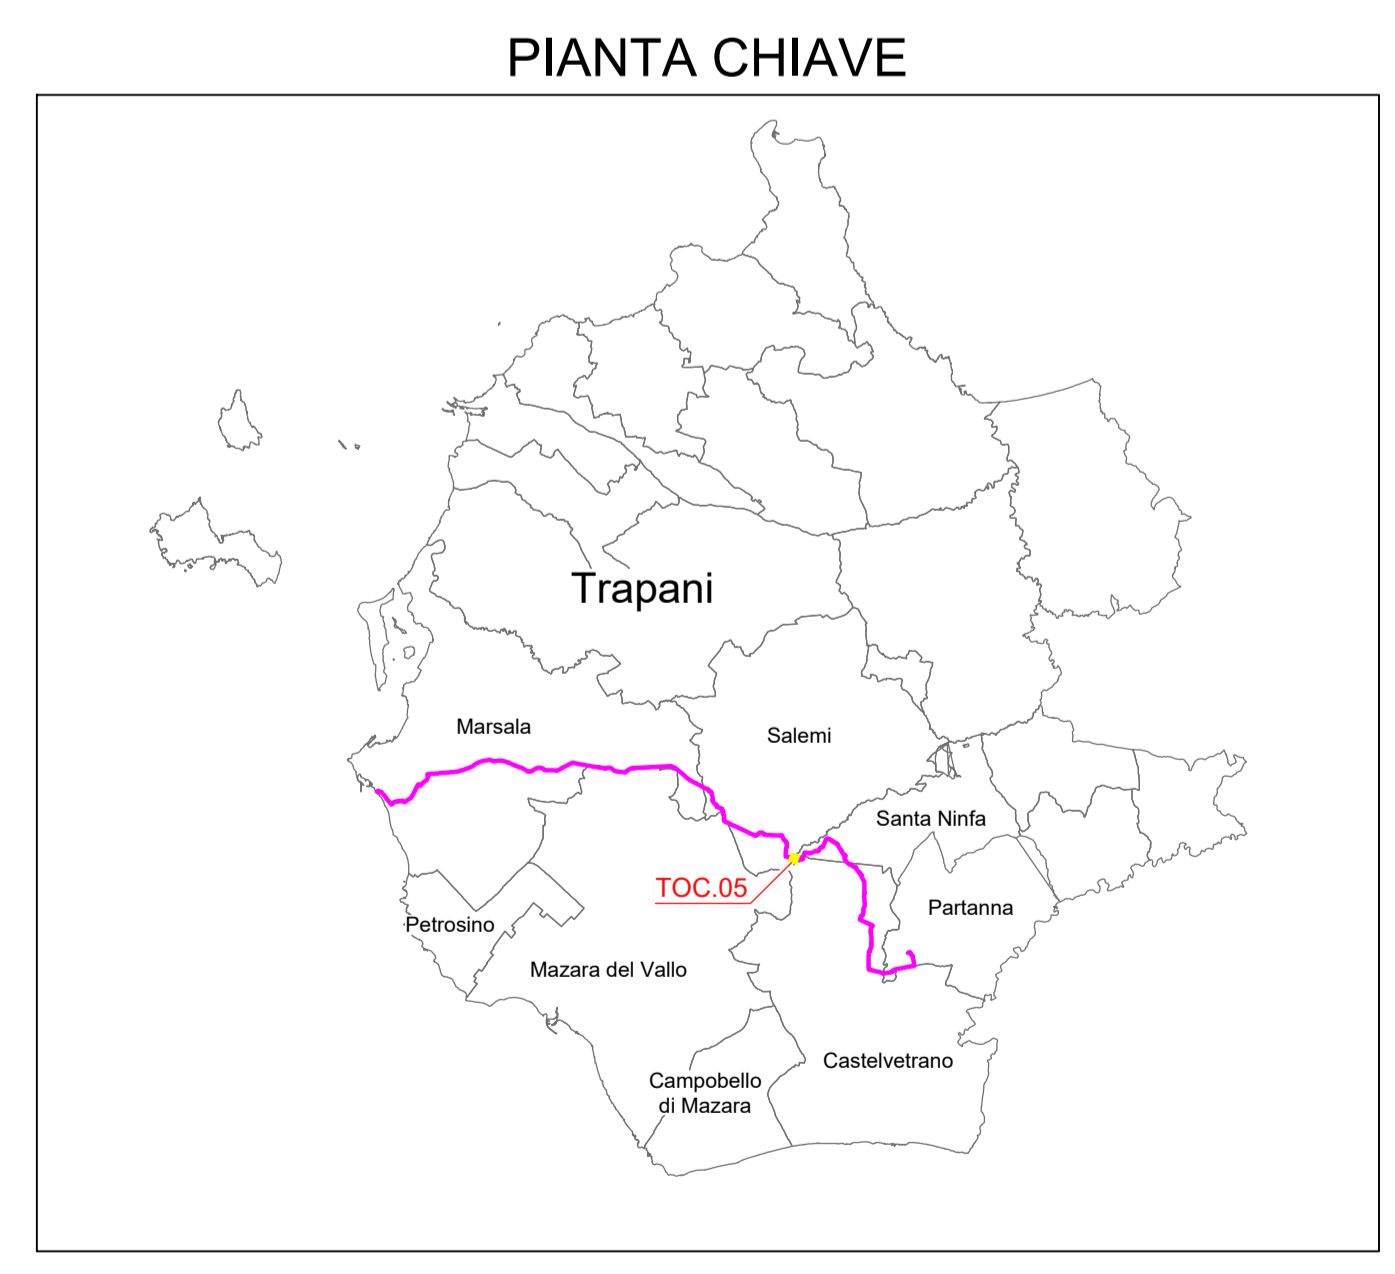 PIANTA CHIAVE
Trapani
Marsala
Salemi
Santa Ninfa
TOC.05
Partanna
Petrosino
Mazara del Vallo
Castelvetrano
Campobello
di Mazara